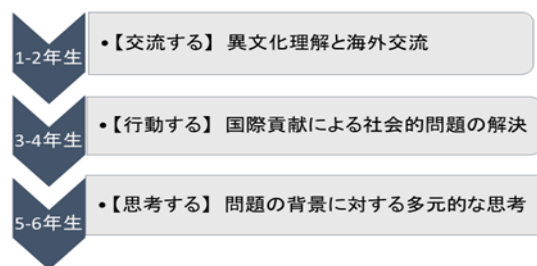 1-2年生
•【交流する】 異文化理解と海外交流
3-4年生
•【行動する】 国際貢献による社会的問題の解決
5-6年生
•【思考する】 問題の背景に対する多元的な思考